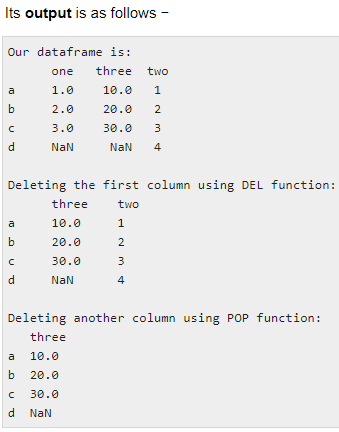 Its output is as follows −
Our dataframe is:
one three two
a 1.0 10.0 1
b 2.0 20.0 2
c 3.0 30.0 3
d NaN NaN 4
Deleting the first column using DEL function:
three two
a 10.0 1
b 20.0 2
c 30.0 3
d NaN 4
Deleting another column using POP function:
three
a 10.0
b 20.0
c 30.0
d NaN